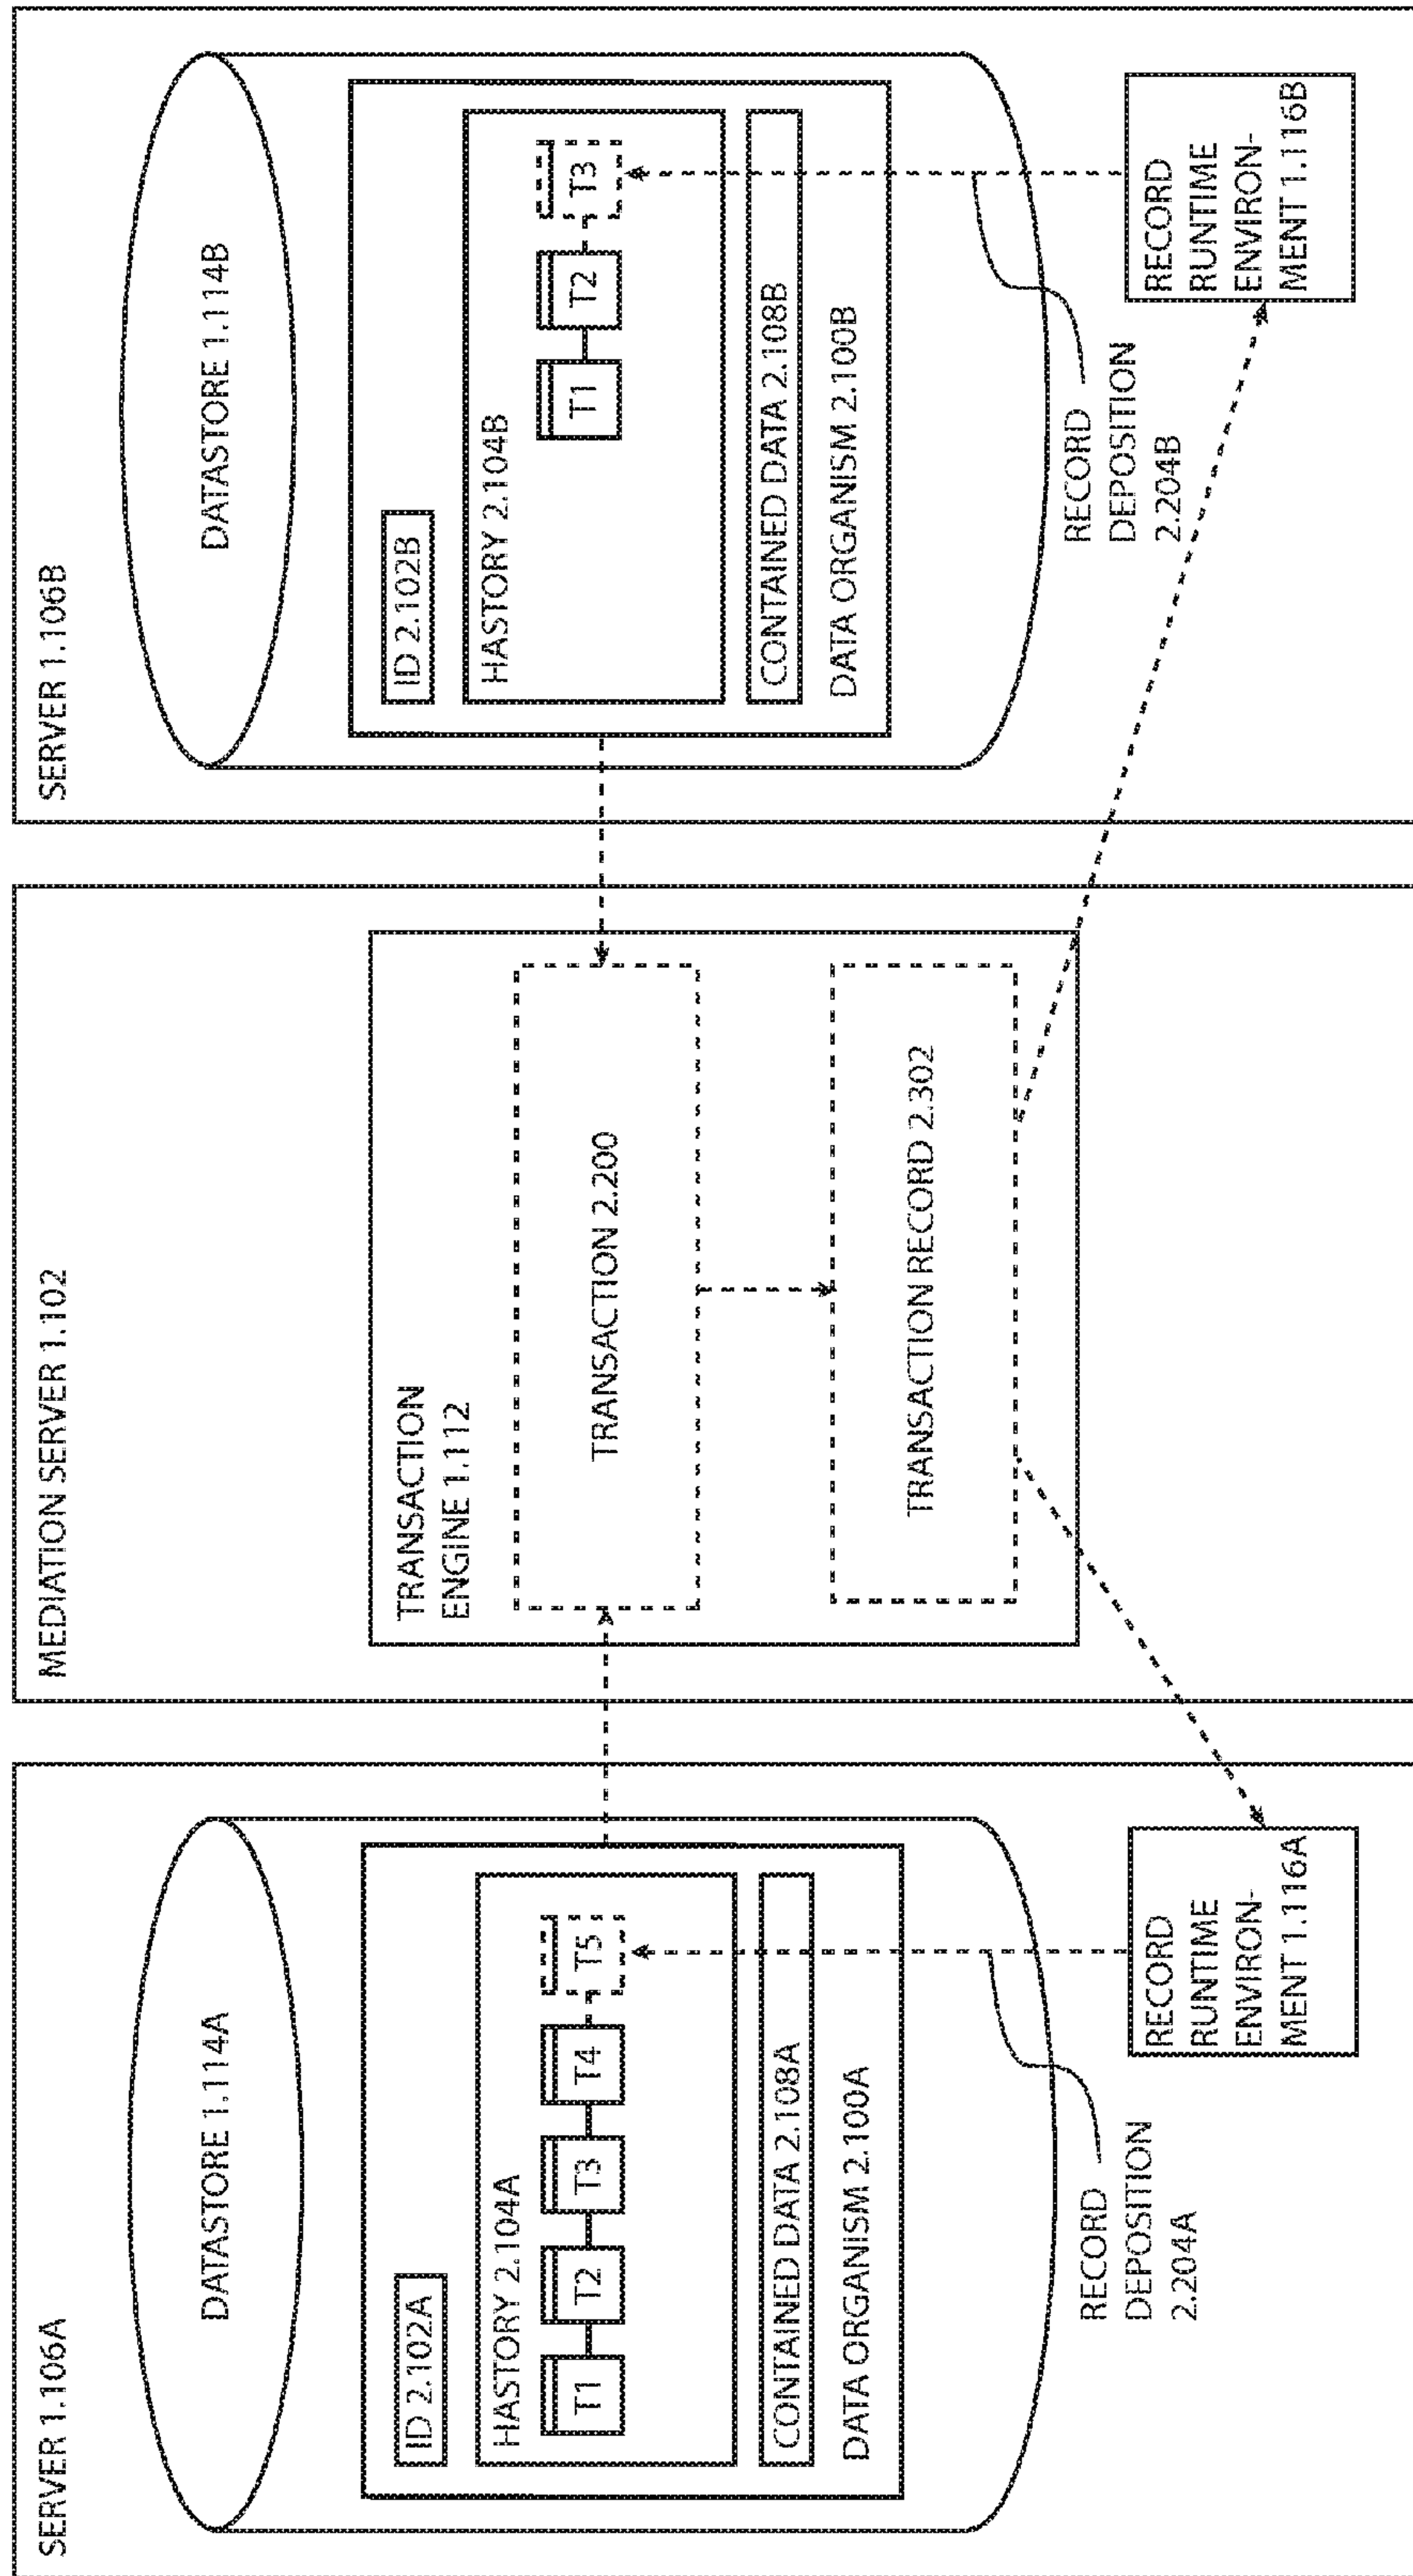 SERVER 1.106A
DATASTORE 1.114A
ID 2.102A
HASTORY 2.104A
T1
T2
T3
T4
T5
CONTAINED DATA 2.108A
DATA ORGANISM 2.100A
RECORD
DEPOSITION
2.204A
RECORD
RUNTIME
ENVIRON-
MENT 1.116A
MEDIATION SERVER 1.102
TRANSACTION
ENGINE 1.112
TRANSACTION 2.200
TRANSACTION RECORD 2.302
SERVER 1.106B
DATASTORE 1.114B
ID 2.102B
HASTORY 2.104B
T1
T2
T3
CONTAINED DATA 2.108B
DATA ORGANISM 2.100B
RECORD
DEPOSITION
2.204B
RECORD
RUNTIME
ENVIRON-
MENT 1.116B